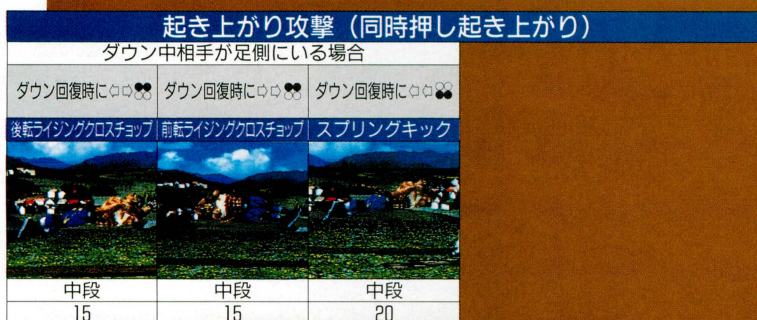 起き上がり攻撃（同時押し起き上がり）
ダウン中相手が足側にいる場合
ダウン回復時に⇦⇨ ダウン回復時に⇨⇨ ダウン回復時に⇦⇦
後転ライジングクロスチョップ 前転ライジングクロスチョップ スプリングキック
中段 中段 中段
15 15 20